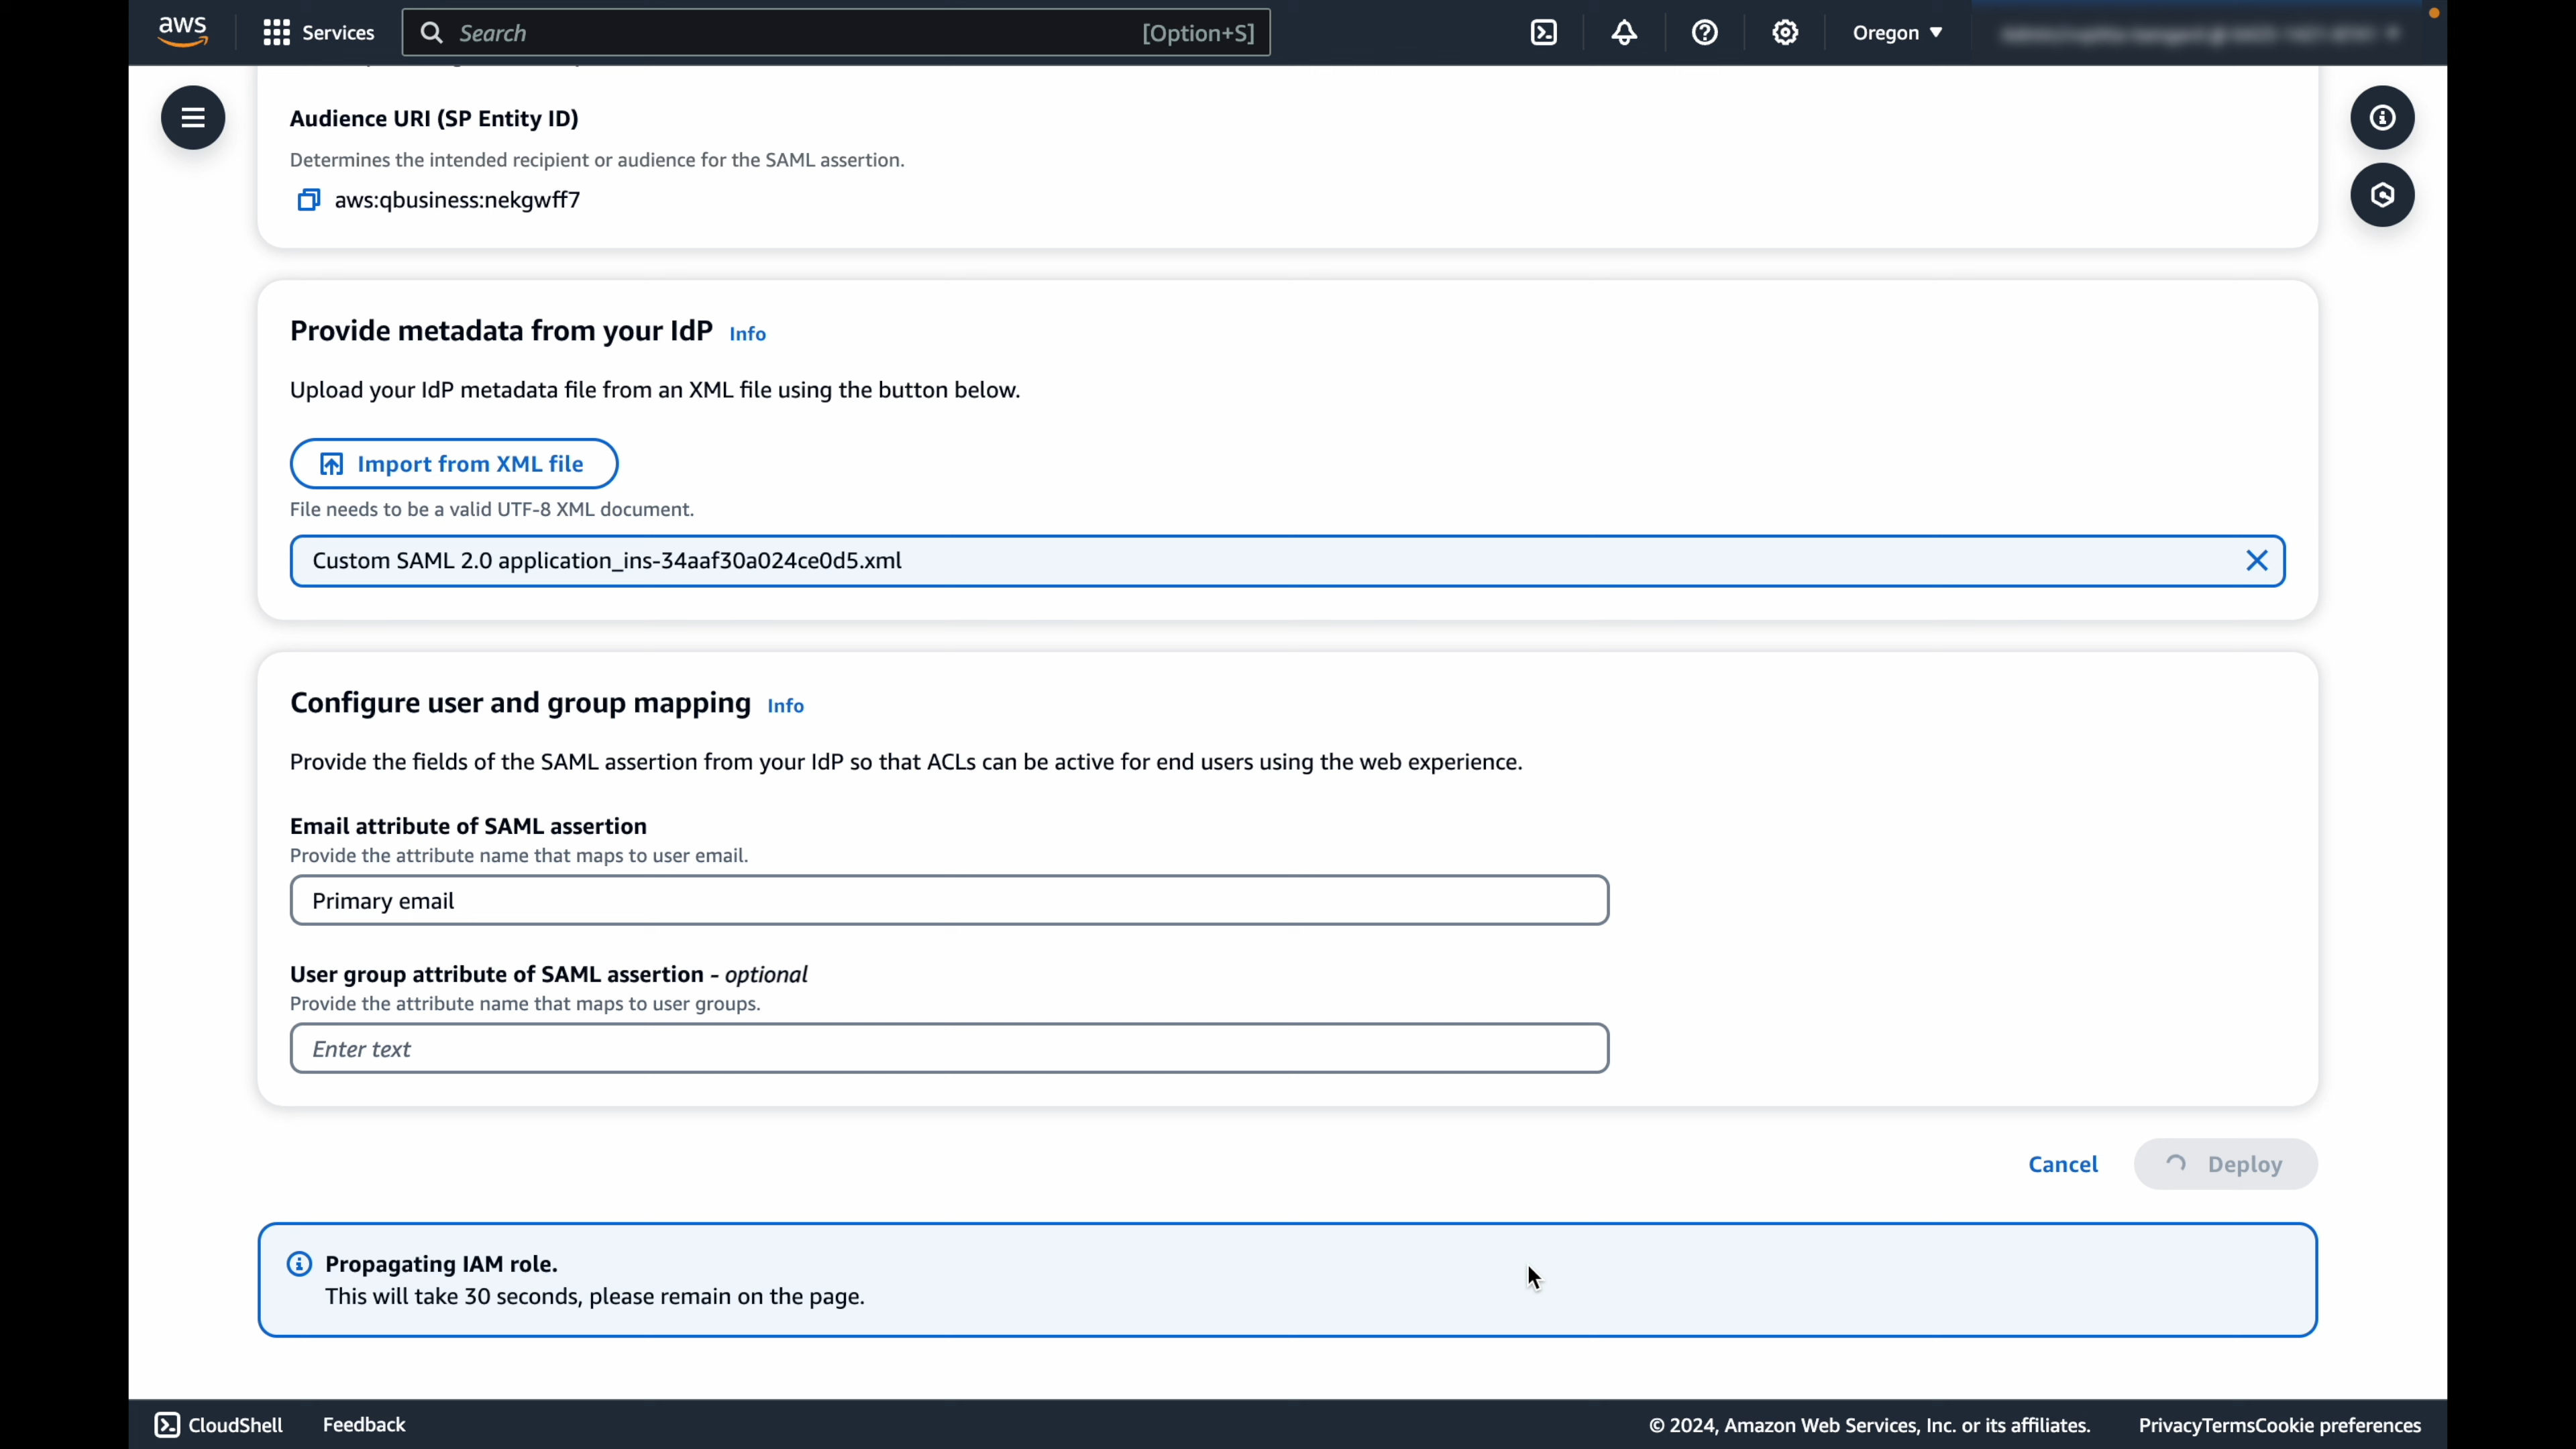 aws
Services
Search
[Option+S]
Oregon
Audience URI (SP Entity ID)
Determines the intended recipient or audience for the SAML assertion.
aws:qbusiness:nekgwff7
Provide metadata from your IdP Info
Upload your IdP metadata file from an XML file using the button below.
Import from XML file
File needs to be a valid UTF-8 XML document.
Custom SAML 2.0 application_ins-34aaf30a024ce0d5.xml
Configure user and group mapping Info
Provide the fields of the SAML assertion from your IdP so that ACLs can be active for end users using the web experience.
Email attribute of SAML assertion
Provide the attribute name that maps to user email.
Primary email
User group attribute of SAML assertion - optional
Provide the attribute name that maps to user groups.
Enter text
Cancel
Deploy
Propagating IAM role.
This will take 30 seconds, please remain on the page.
CloudShell
Feedback
© 2024, Amazon Web Services, Inc. or its affiliates.
PrivacyTermsCookie preferences